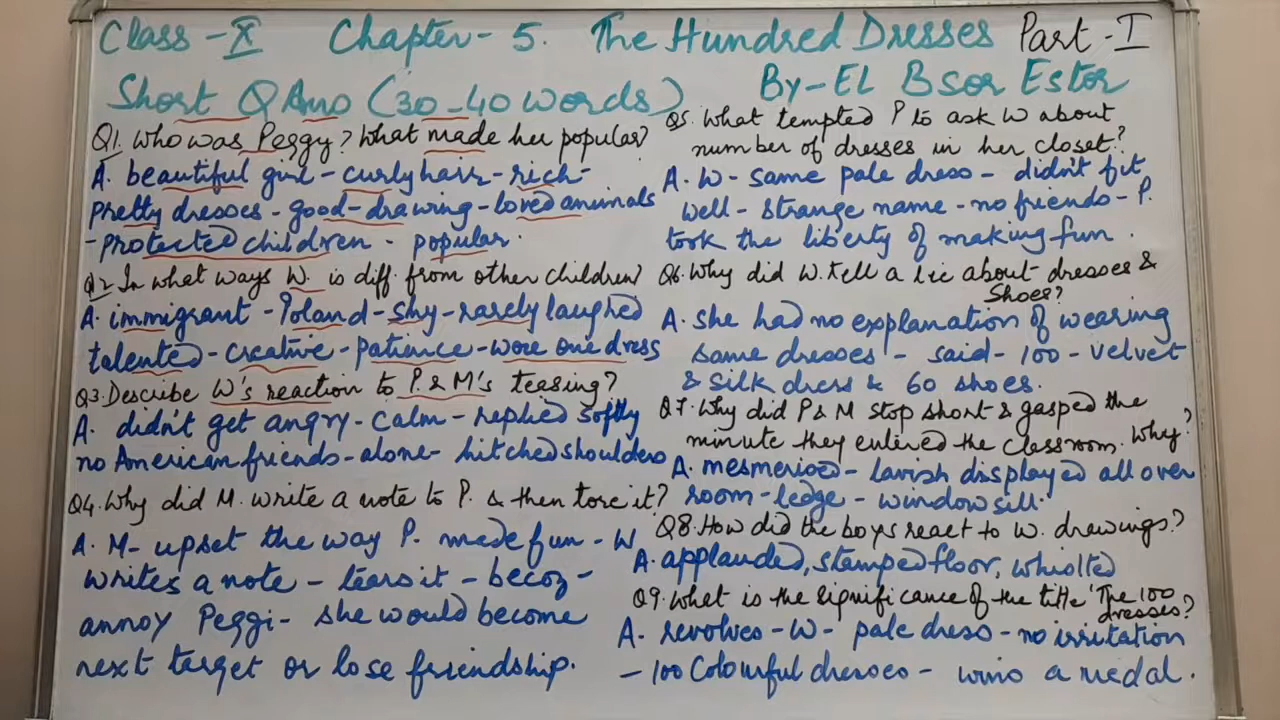 Class - X Chapter - 5. The Hundred Dresses Part - I
Short Q Ans (30-40 words) By - EL Bsor Estor
Q1. Who was Peggy? What made her popular?
A. beautiful girl - curly hair - rich -
pretty dresses - good - drawing - loved animals
- protected children - popular.
Q2. In what ways W. is diff. from other children?
A. immigrant - Poland - shy - rarely laughed
talented - creative - patience - wore one dress
Q3. Describe W's reaction to P & M's teasing?
A. didn't get angry - calm - replied softly
no American friends - alone - hitched shoulders
Q4. Why did M. write a note to P. & then tore it?
A. M - upset the way P. made fun - W
writes a note - tears it - becoz -
annoy Peggi - she would become
next target or lose friendship.
Q5. What tempted P to ask W about
number of dresses in her closet?
A. W - same pale dress - didn't fit
well - strange name - no friends - P.
took the liberty of making fun.
Q6. Why did W. tell a lie about dresses &
Shoes?
A. She had no explanation of wearing
same dresses - said - 100 - velvet
& silk dress & 60 shoes.
Q7. Why did P & M stop short & gasped the
minute they entered the classroom. Why?
A. mesmerised - lavish displayed all over
room - ledge - windowsill.
Q8. How did the boys react to W. drawings?
A. applauded, stamped floor, whistled
Q9. What is the significance of the title 'The 100
dresses?
A - revolves - W - pale dress - no irritation
- 100 Colourful dresses - wins a medal.